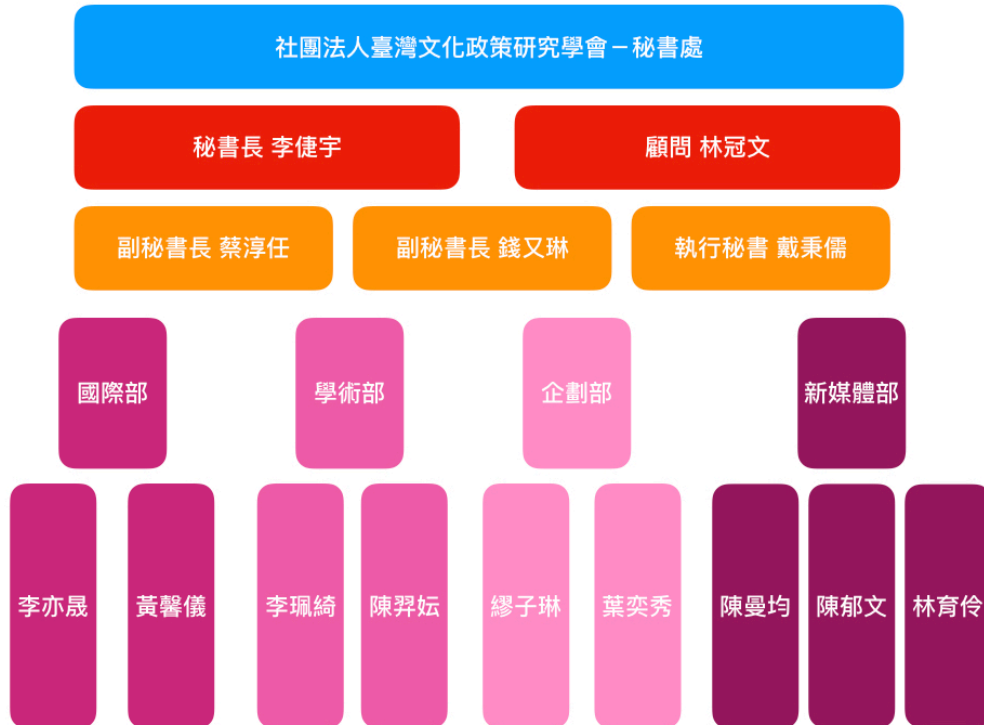 社團法人臺灣文化政策研究學會－秘書處
秘書長 李倢宇
顧問 林冠文
副秘書長 蔡淳任
副秘書長 錢又琳
執行秘書 戴秉儒
國際部
學術部
企劃部
新媒體部
李亦晟
黃馨儀
李珮綺
陳羿妘
繆子琳
葉奕秀
陳曼均
陳郁文
林育伶